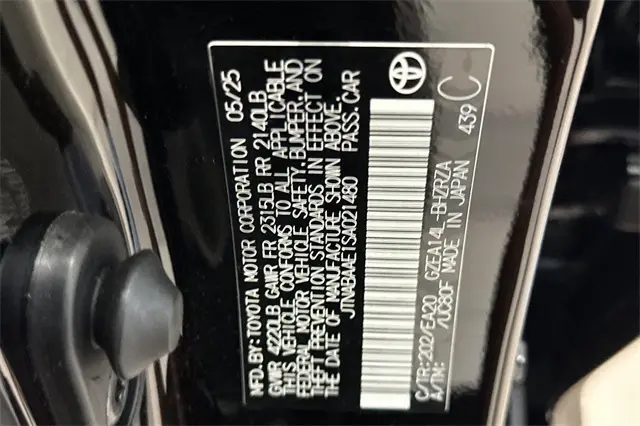 MFD.BY:TOYOTA MOTOR CORPORATION 05/25
GVWR 4220LB GAWR FR 2315LB RR 2140LB
THIS VEHICLE CONFORMS TO ALL APPLICABLE
FEDERAL MOTOR VEHICLE SAFETY,BUMPER,AND
THEFT PREVENTION STANDARDS IN EFFECT ON
THE DATE OF MANUFACTURE SHOWN ABOVE.
JTNABAAE1SA021480 PASS.CAR
C/TR:202/EA20 GZEA14L-BHZRZA
A/TM: /UC80F MADE IN JAPAN 439 C